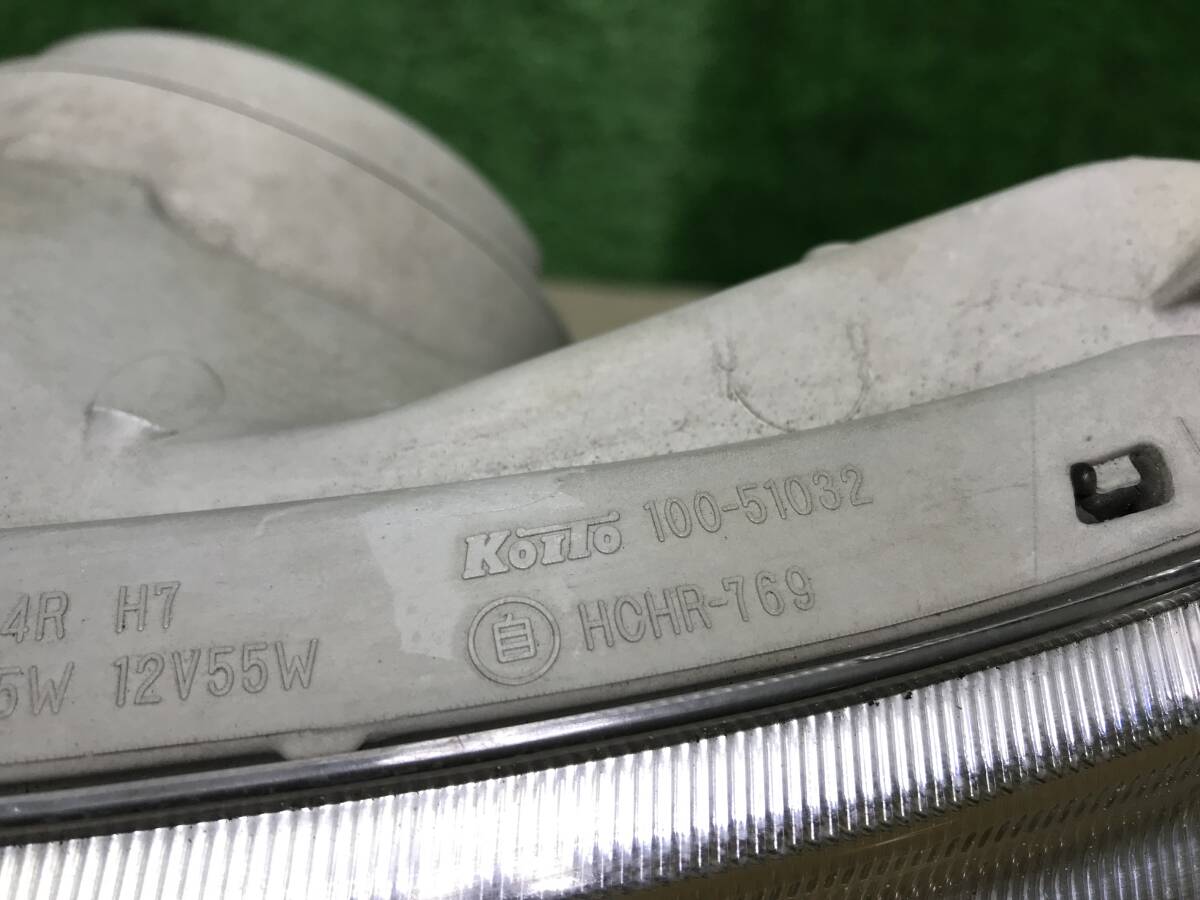 KOITO 100-51032
自 HCHR-769
4R H7
5W 12V55W